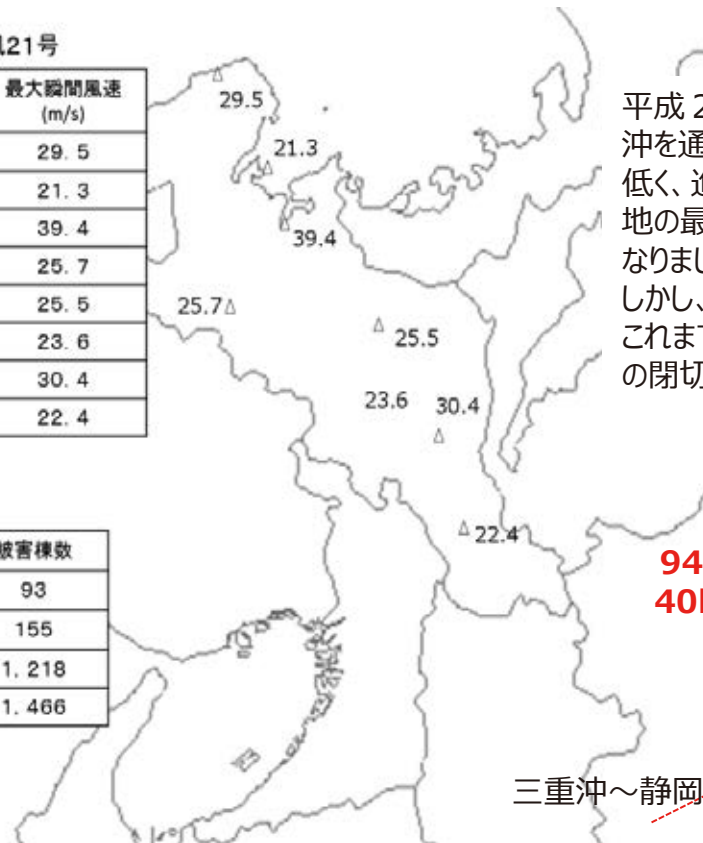 風21号
最大瞬間風速
(m/s)
29. 5
21. 3
39. 4
25. 7
25. 5
23. 6
30. 4
22. 4
被害棟数
93
155
1, 218
1. 466
29.5
21.3
39.4
25.7
25.5
23.6
30.4
22.4
平成 2
沖を通
低く、進
地の最
なりまし
しかし、
これまで
の閉切
94
40
三重沖～静岡